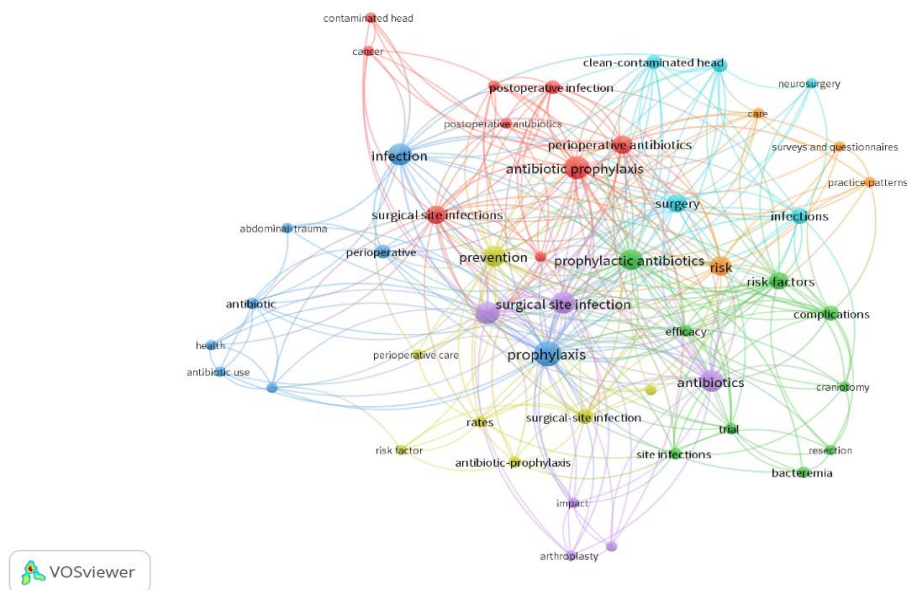 contaminated head
cancer
clean-contaminated head
neurosurgery
postoperative infection
care
postoperative antibiotics
perioperative antibiotics
surveys and questionnaires
infection
antibiotic prophylaxis
practice patterns
surgery
surgical site infections
infections
abdominal trauma
perioperative
prevention
prophylactic antibiotics
risk
risk factors
antibiotic
surgical site infection
complications
efficacy
health
perioperative care
prophylaxis
antibiotic use
antibiotics
craniotomy
rates
surgical-site infection
trial
risk factor
antibiotic-prophylaxis
site infections
resection
bacteremia
impact
arthroplasty
VOSviewer